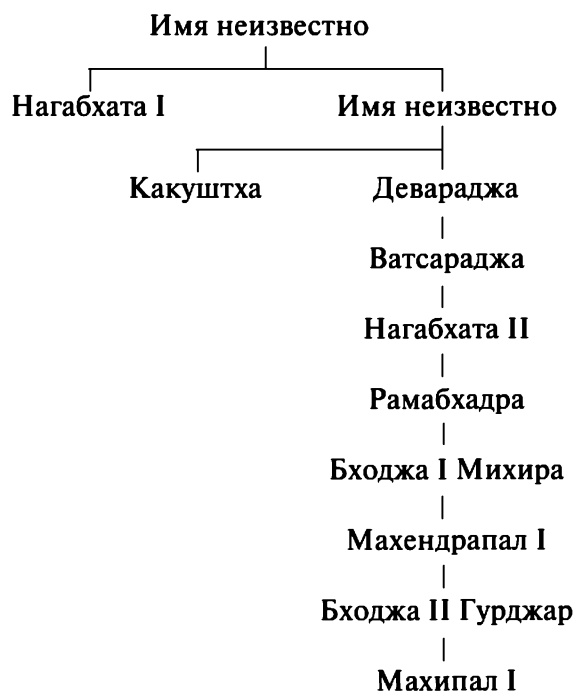 Имя неизвестно
Нагабхата I Имя неизвестно
Какуштха Девараджа
Ватсараджа
Нагабхата II
Рамабхадра
Бходжа I Михира
Махендрапал I
Бходжа II Гурджар
Махипал I